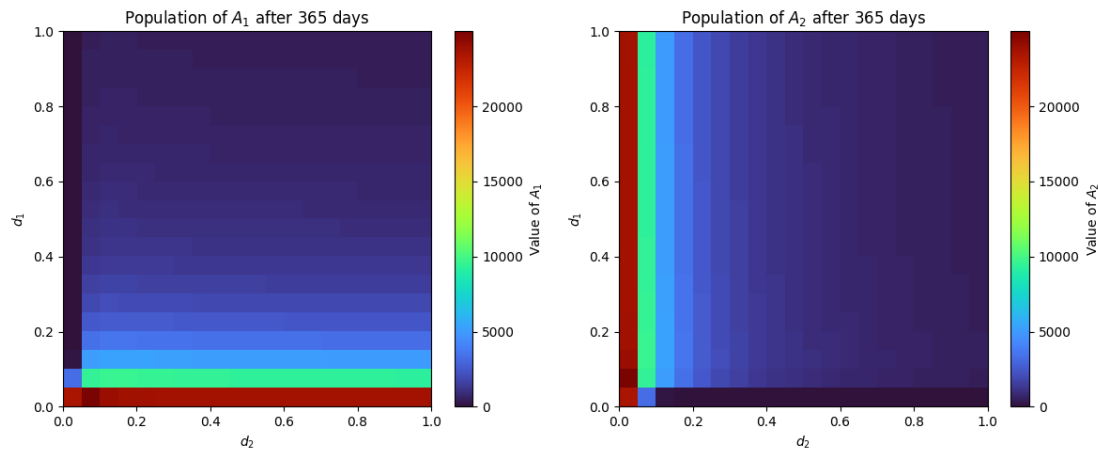 Population of A₁ after 365 days
1.0
0.8
0.6
0.4
0.2
0.0
d₁
0.0 0.2 0.4 0.6 0.8 1.0
d₂
20000
15000
10000
5000
0
Value of A₁
Population of A₂ after 365 days
1.0
0.8
0.6
0.4
0.2
0.0
d₁
0.0 0.2 0.4 0.6 0.8 1.0
d₂
20000
15000
10000
5000
0
Value of A₂